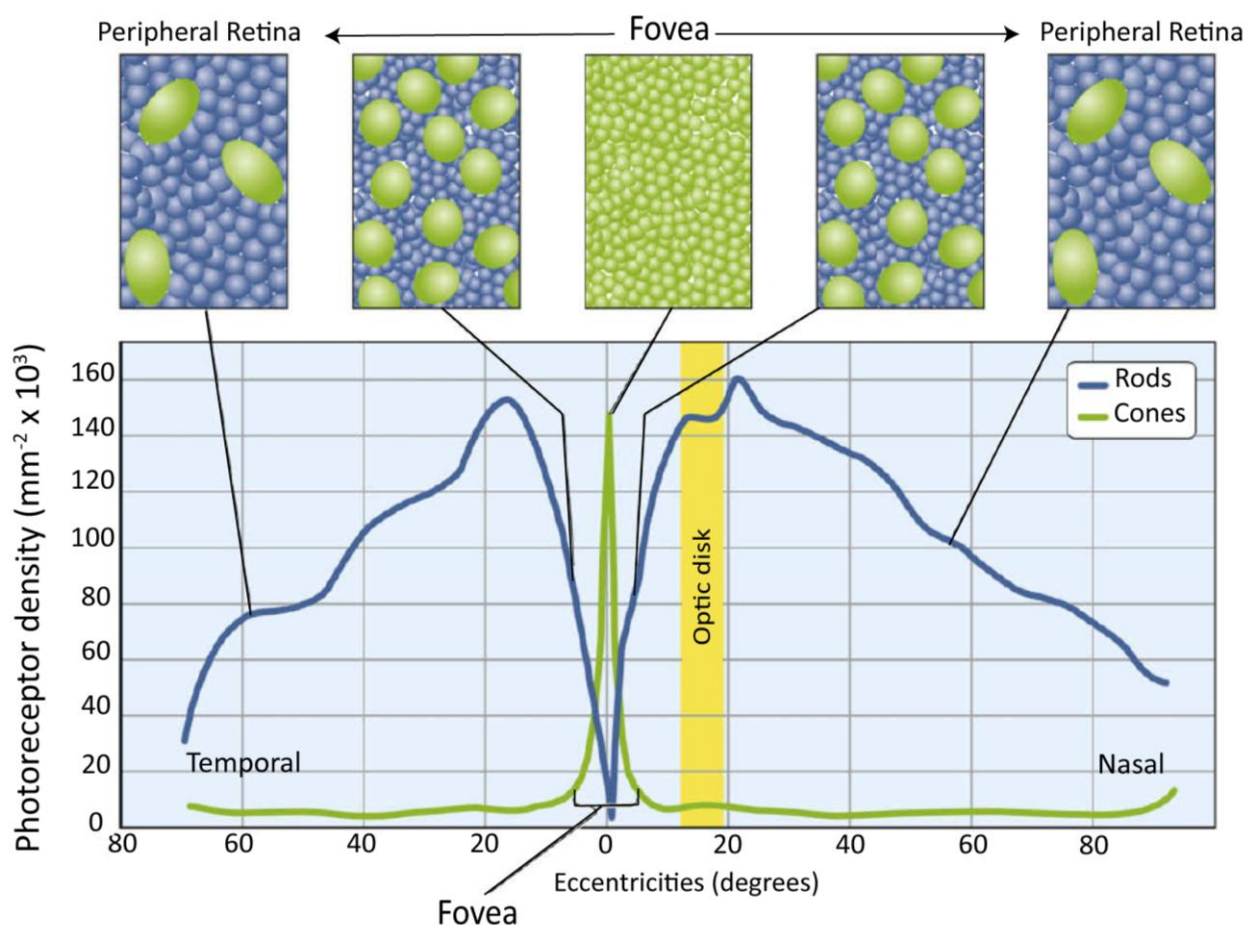 Peripheral Retina
Fovea
Peripheral Retina
Photoreceptor density (mm⁻² x 10³)
160
140
120
100
80
60
40
20
0
Rods
Cones
Optic disk
Temporal
Nasal
80 60 40 20 0 20 40 60 80
Eccentricities (degrees)
Fovea